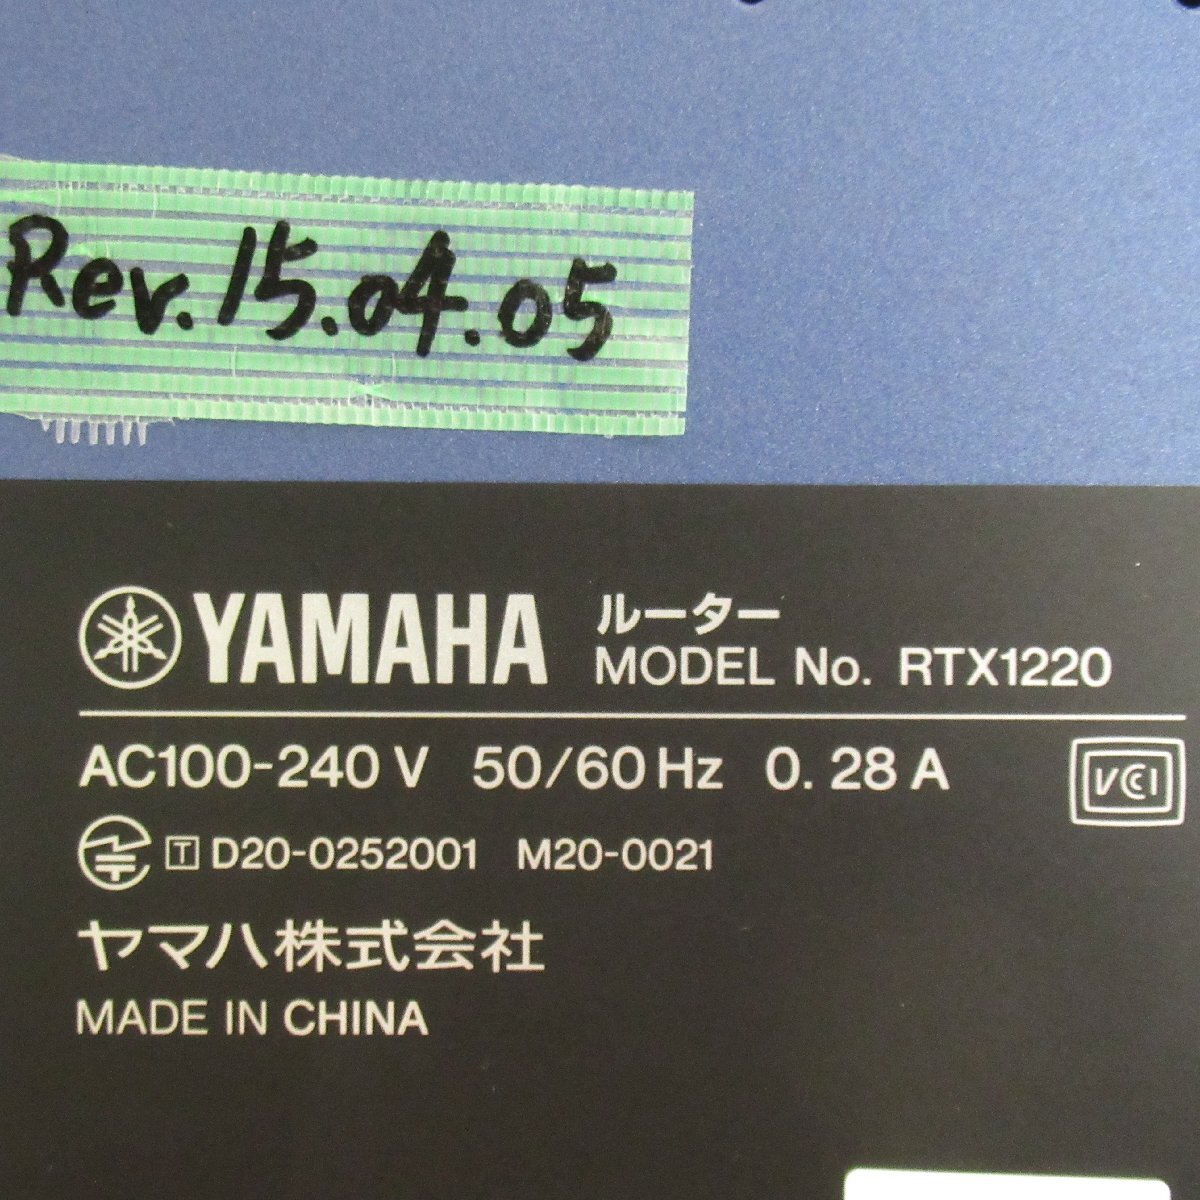 Rev.15.04.05
YAMAHA ルーター
MODEL No. RTX1220
AC100-240 V 50/60 Hz 0.28 A
VCCI
T D20-0252001 M20-0021
ヤマハ株式会社
MADE IN CHINA